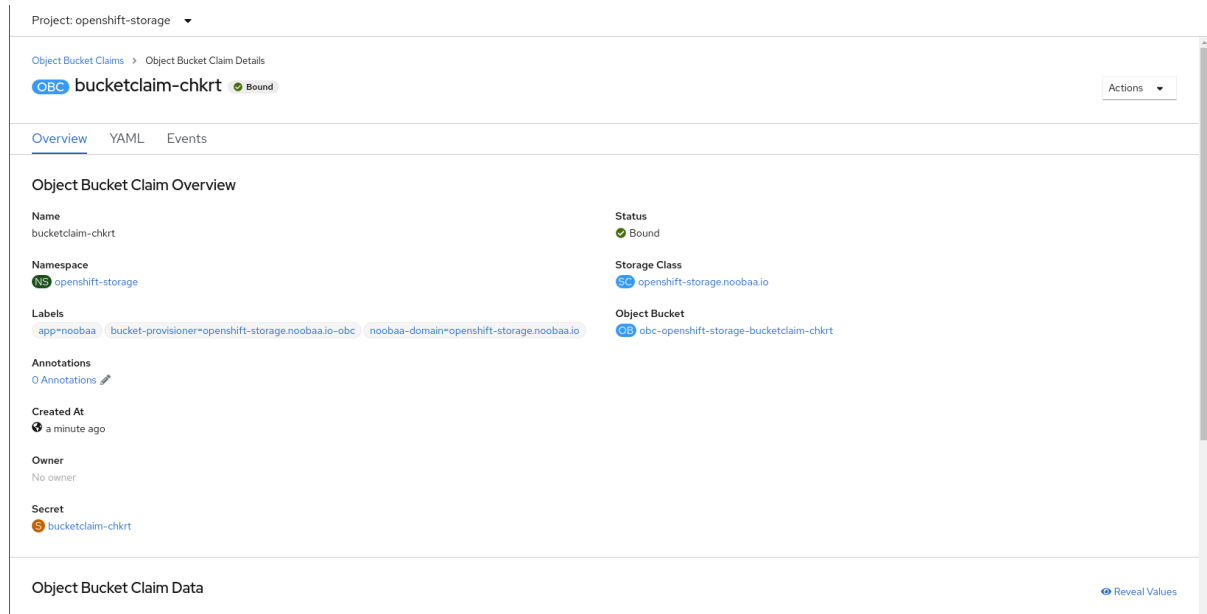 Project: openshift-storage
Object Bucket Claims > Object Bucket Claim Details
OBC bucketclaim-chkrt Bound
Actions
Overview YAML Events
Object Bucket Claim Overview
Name
bucketclaim-chkrt
Status
Bound
Namespace
NS openshift-storage
Storage Class
SC openshift-storage.noobaa.io
Labels
app=noobaa bucket-provisioner=openshift-storage.noobaa.io-obc noobaa-domain=openshift-storage.noobaa.io
Object Bucket
OB obc-openshift-storage-bucketclaim-chkrt
Annotations
0 Annotations
Created At
a minute ago
Owner
No owner
Secret
S bucketclaim-chkrt
Object Bucket Claim Data
Reveal Values